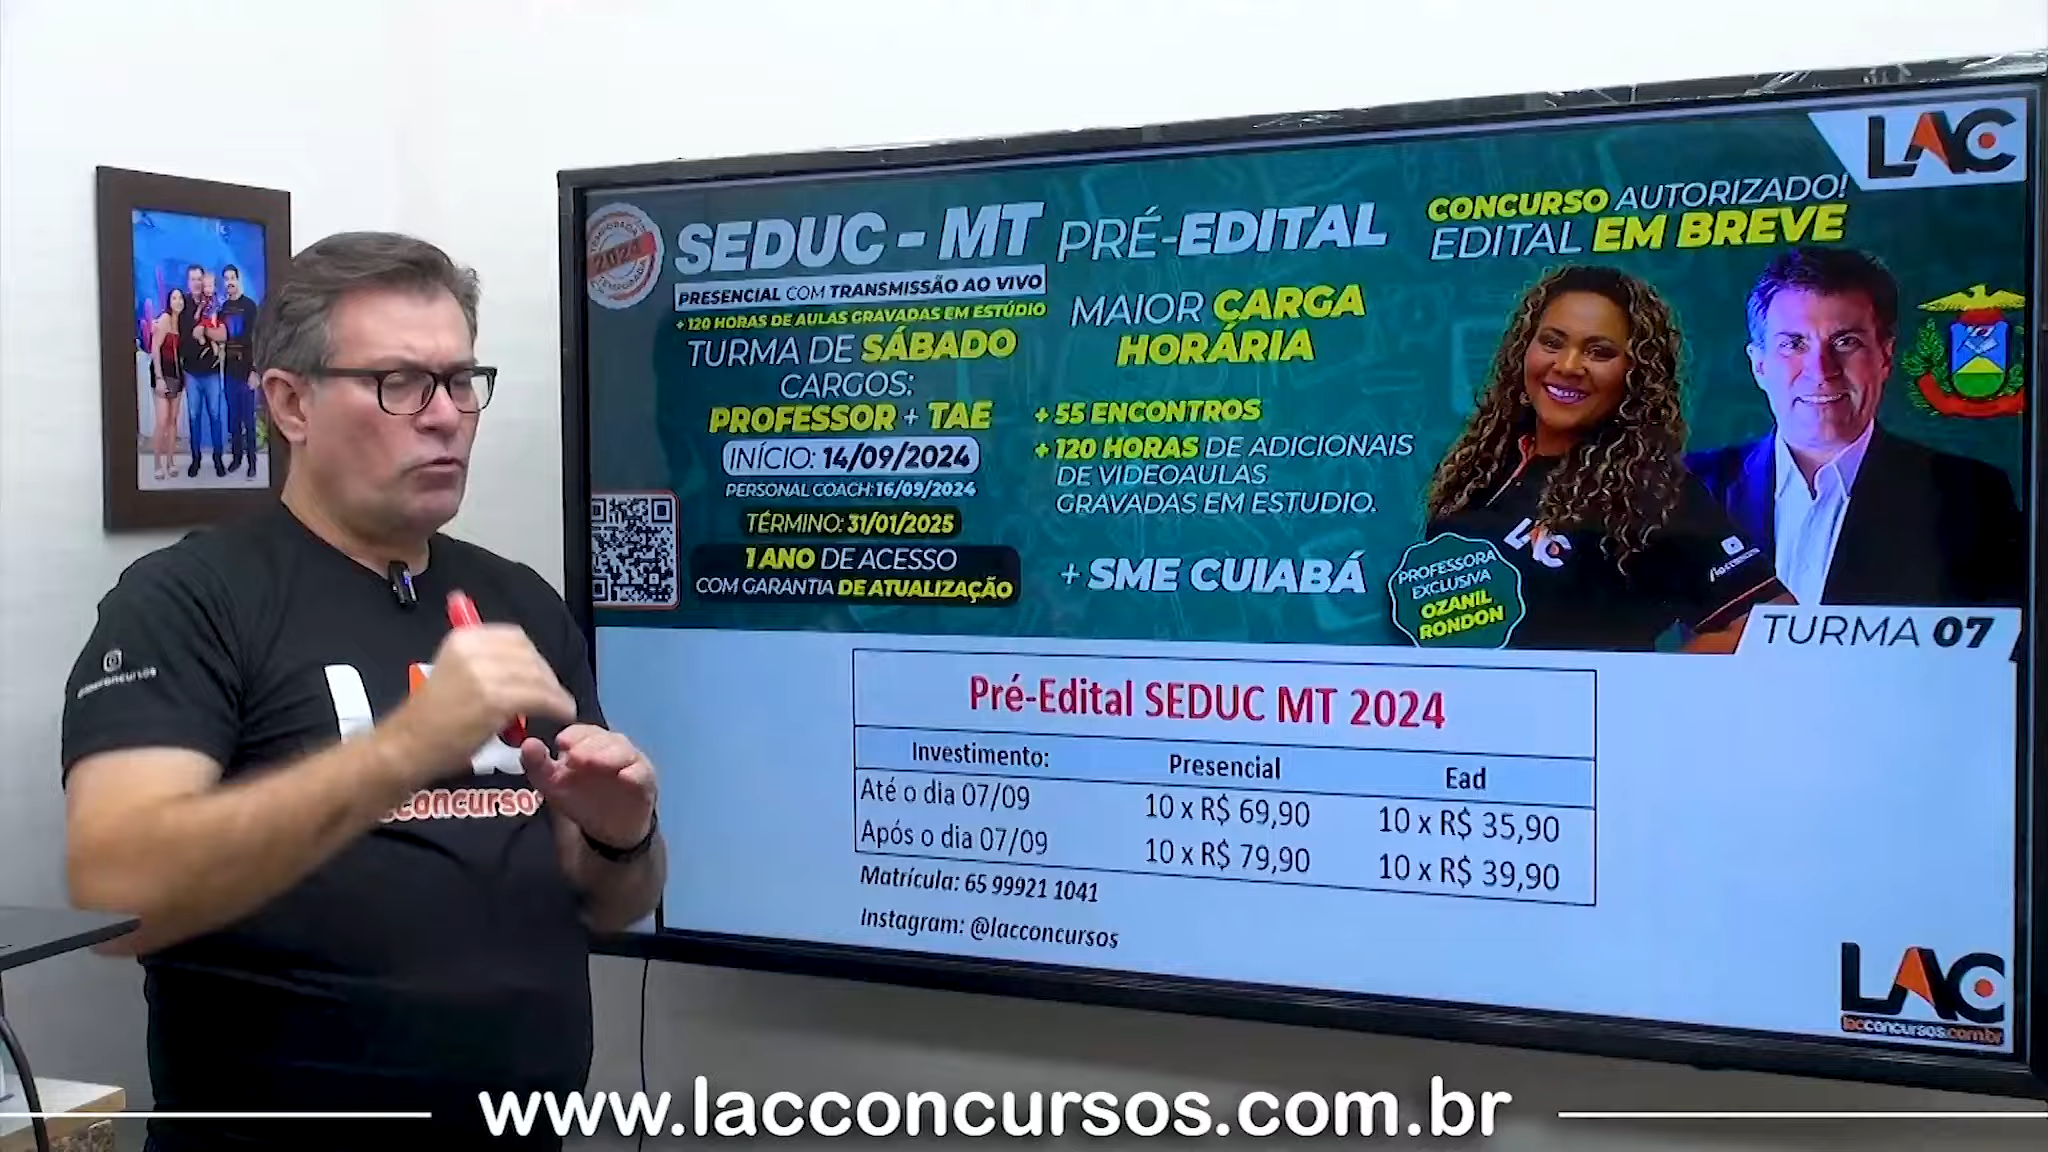 LAC
TEMPORADA
2024
TEMPORADA
SEDUC - MT PRÉ-EDITAL
CONCURSO AUTORIZADO!
EDITAL EM BREVE
PRESENCIAL COM TRANSMISSÃO AO VIVO
+ 120 HORAS DE AULAS GRAVADAS EM ESTÚDIO
TURMA DE SÁBADO
CARGOS:
PROFESSOR + TAE
INÍCIO: 14/09/2024
PERSONAL COACH: 16/09/2024
TÉRMINO: 31/01/2025
1 ANO DE ACESSO
COM GARANTIA DE ATUALIZAÇÃO
MAIOR CARGA
HORÁRIA
+ 55 ENCONTROS
+ 120 HORAS DE ADICIONAIS
DE VIDEOAULAS
GRAVADAS EM ESTUDIO.
+ SME CUIABÁ
LAC
PROFESSORA
EXCLUSIVA
OZANIL
RONDON
TURMA 07
Pré-Edital SEDUC MT 2024
Investimento: Presencial Ead
Até o dia 07/09 10 x R$ 69,90 10 x R$ 35,90
Após o dia 07/09 10 x R$ 79,90 10 x R$ 39,90
Matrícula: 65 99921 1041
Instagram: @lacconcursos
LAC
lacconcursos.com.br
www.lacconcursos.com.br